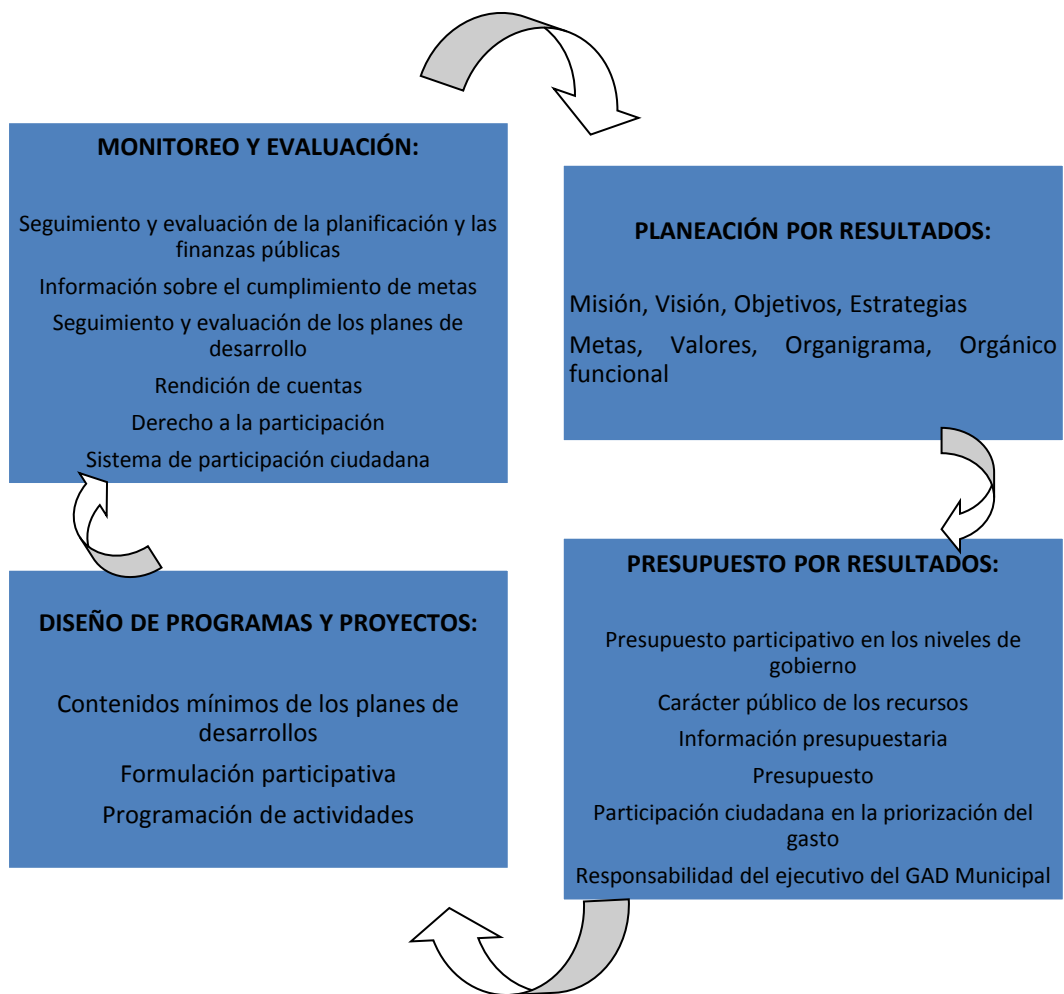 MONITOREO Y EVALUACIÓN:
Seguimiento y evaluación de la planificación y las
finanzas públicas
Información sobre el cumplimiento de metas
Seguimiento y evaluación de los planes de
desarrollo
Rendición de cuentas
Derecho a la participación
Sistema de participación ciudadana
PLANEACIÓN POR RESULTADOS:
Misión, Visión, Objetivos, Estrategias
Metas, Valores, Organigrama, Orgánico
funcional
DISEÑO DE PROGRAMAS Y PROYECTOS:
Contenidos mínimos de los planes de
desarrollos
Formulación participativa
Programación de actividades
PRESUPUESTO POR RESULTADOS:
Presupuesto participativo en los niveles de
gobierno
Carácter público de los recursos
Información presupuestaria
Presupuesto
Participación ciudadana en la priorización del
gasto
Responsabilidad del ejecutivo del GAD Municipal